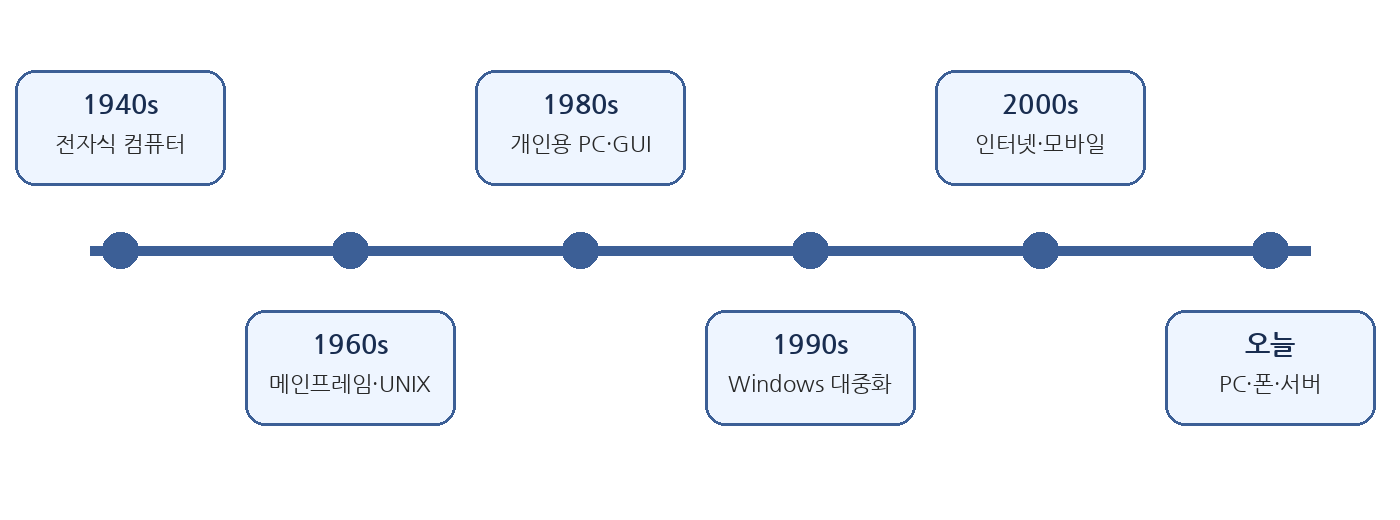 1940s
전자식 컴퓨터
1960s
메인프레임·UNIX
1980s
개인용 PC·GUI
1990s
Windows 대중화
2000s
인터넷·모바일
오늘
PC·폰·서버